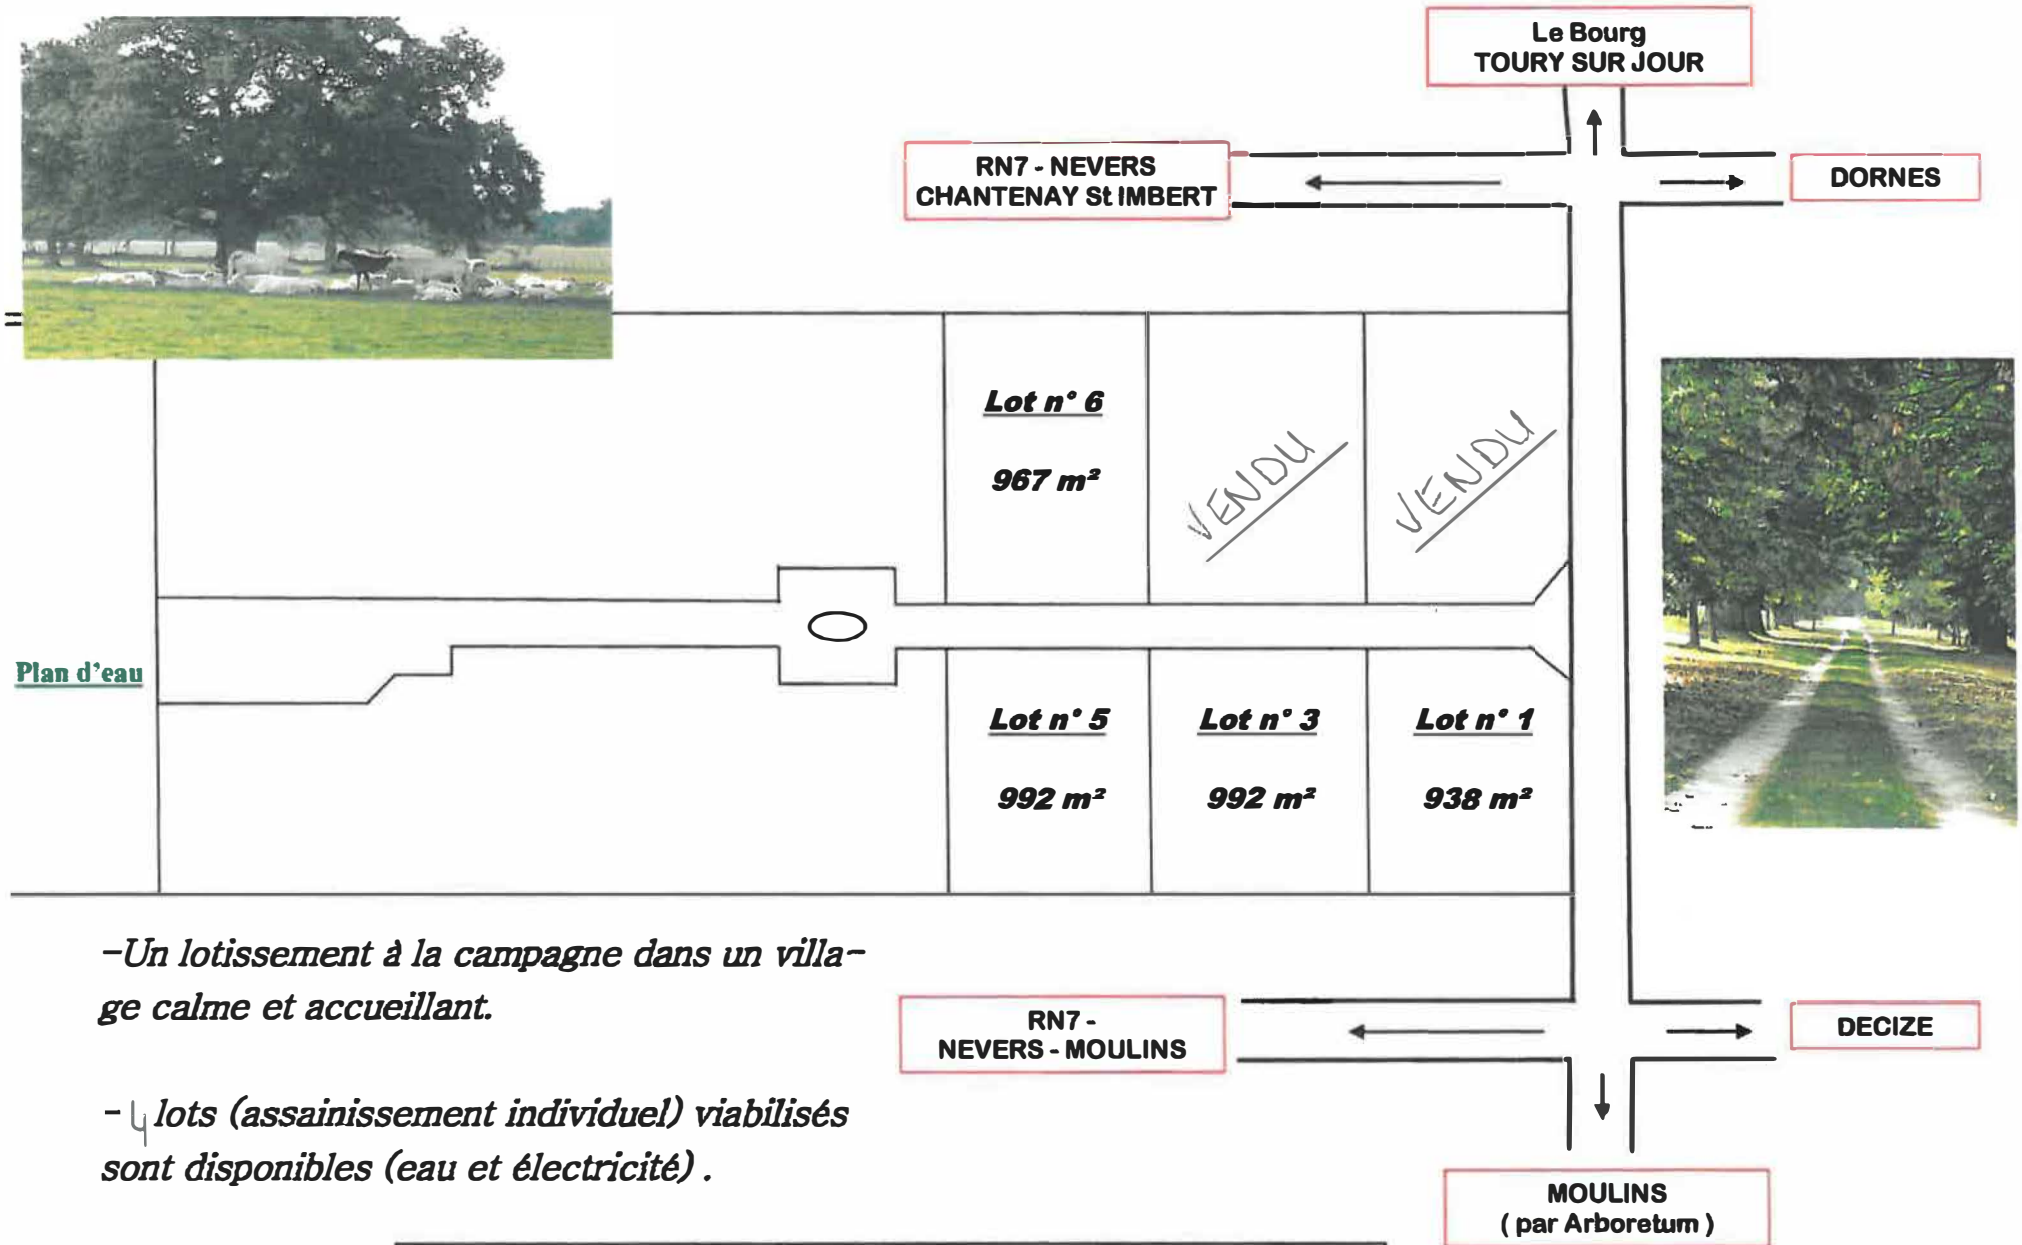 Le Bourg
TOURY SUR JOUR
RN7 - NEVERS
CHANTENAY St IMBERT
DORNES
Lot n° 6
967 m²
VENDU
VENDU
Plan d'eau
Lot n° 5
992 m²
Lot n° 3
992 m²
Lot n° 1
938 m²
-Un lotissement à la campagne dans un villa-
ge calme et accueillant.
RN7 -
NEVERS - MOULINS
DECIZE
- 4 lots (assainissement individuel) viabilisés
sont disponibles (eau et électricité) .
MOULINS
( par Arboretum )